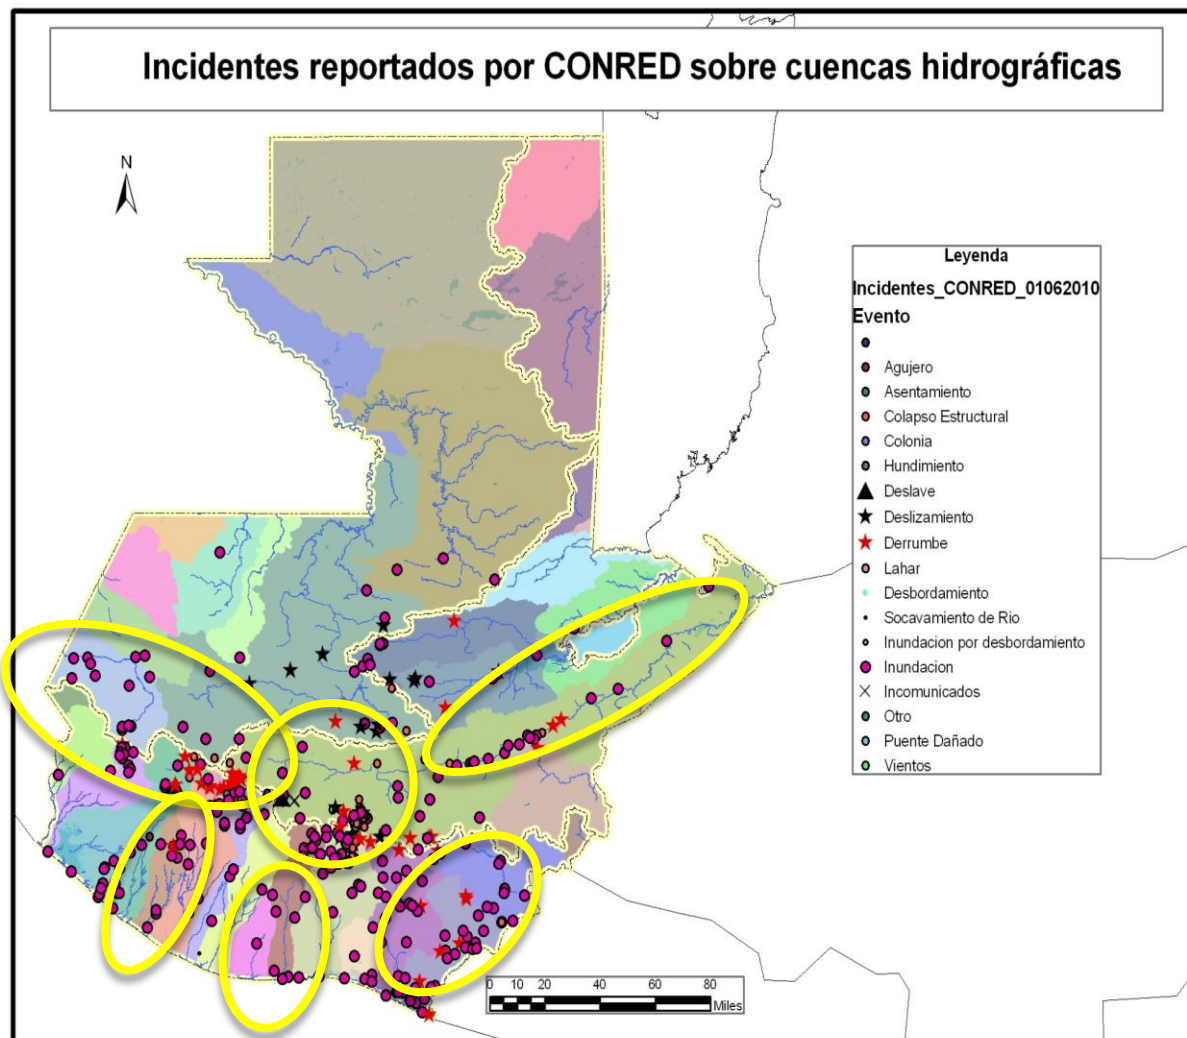 Incidentes reportados por CONRED sobre cuencas hidrográficas
N
Leyenda
Incidentes_CONRED_01062010
Evento
Agujero
Asentamiento
Colapso Estructural
Colonia
Hundimiento
Deslave
Deslizamiento
Derrumbe
Lahar
Desbordamiento
Socavamiento de Rio
Inundacion por desbordamiento
Inundacion
Incomunicados
Otro
Puente Dañado
Vientos
0 10 20 40 60 80
Miles